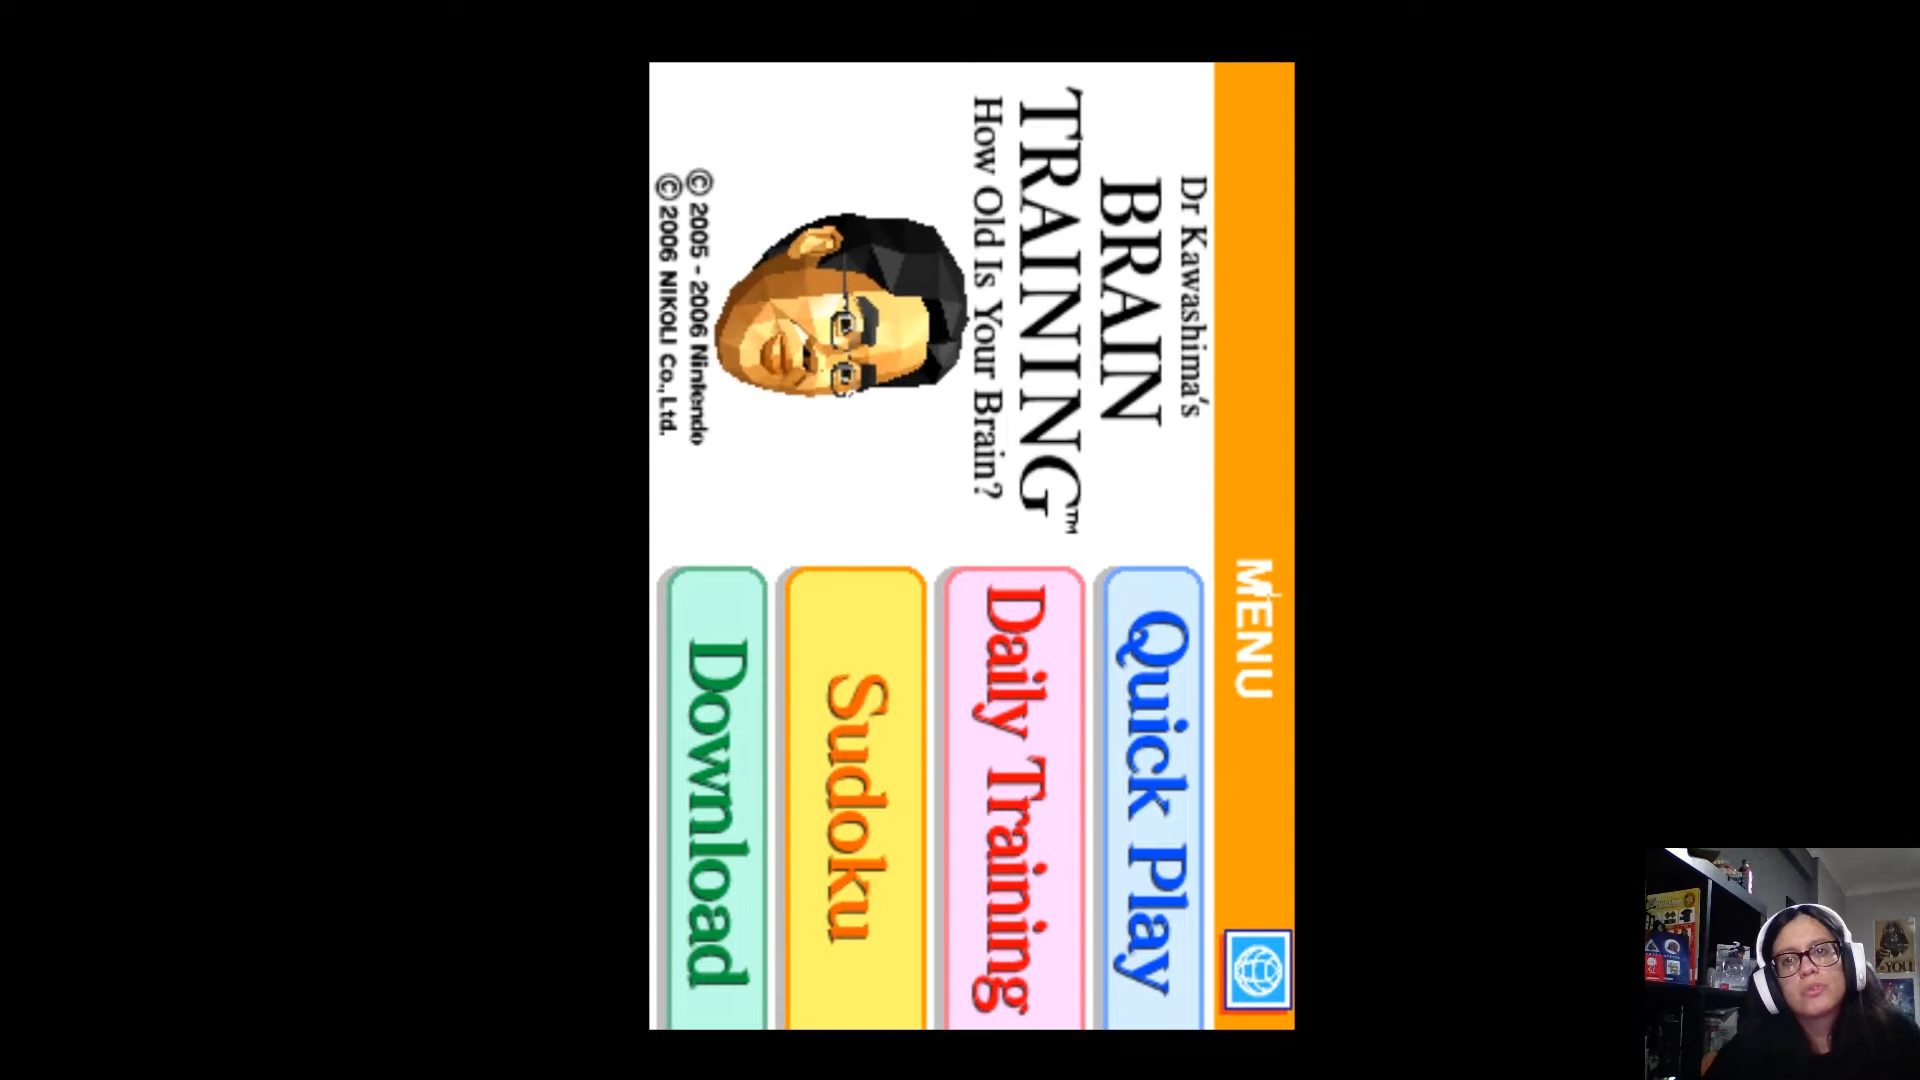 Dr Kawashima's
BRAIN
TRAINING™
How Old Is Your Brain?
© 2005 - 2006 Nintendo
© 2006 NIKOLI Co., Ltd.
MENU
Quick Play
Daily Training
Sudoku
Download
YOU